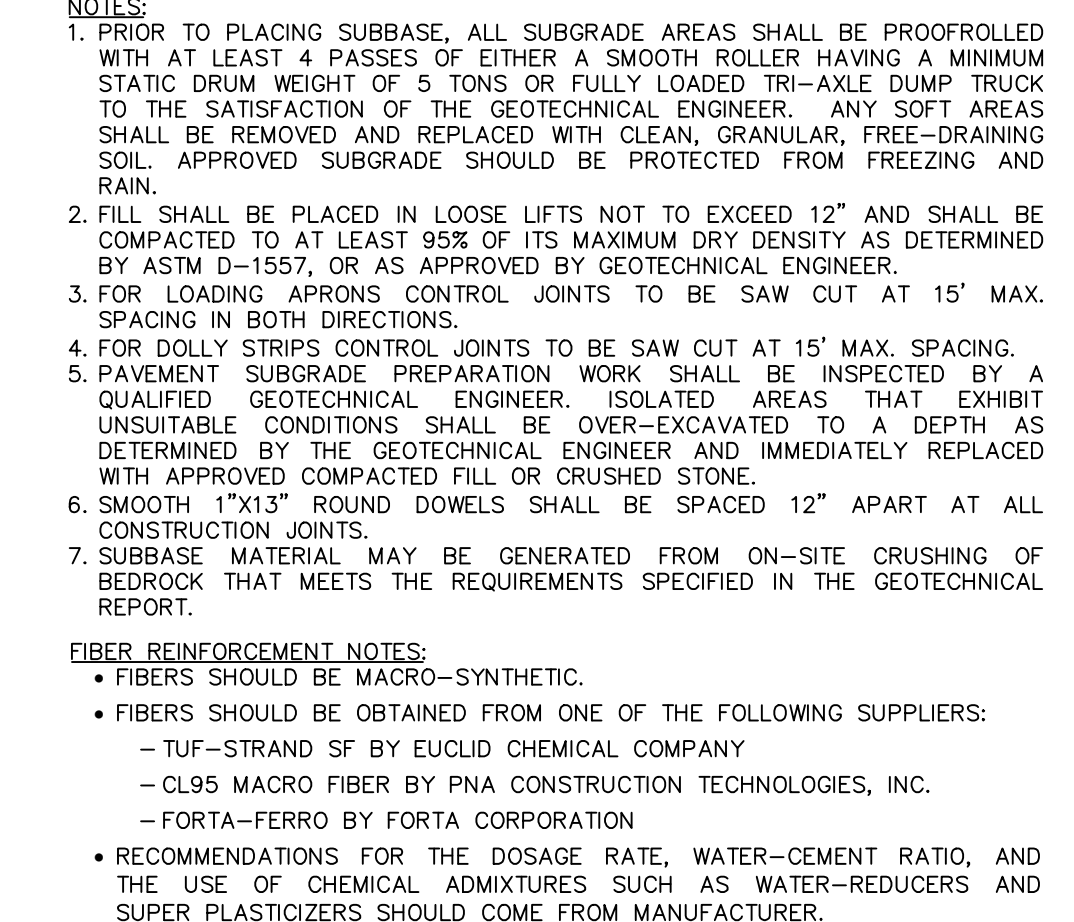 NOTES:
1. PRIOR TO PLACING SUBBASE, ALL SUBGRADE AREAS SHALL BE PROOFROLLED
WITH AT LEAST 4 PASSES OF EITHER A SMOOTH ROLLER HAVING A MINIMUM
STATIC DRUM WEIGHT OF 5 TONS OR FULLY LOADED TRI-AXLE DUMP TRUCK
TO THE SATISFACTION OF THE GEOTECHNICAL ENGINEER. ANY SOFT AREAS
SHALL BE REMOVED AND REPLACED WITH CLEAN, GRANULAR, FREE-DRAINING
SOIL. APPROVED SUBGRADE SHOULD BE PROTECTED FROM FREEZING AND
RAIN.
2. FILL SHALL BE PLACED IN LOOSE LIFTS NOT TO EXCEED 12" AND SHALL BE
COMPACTED TO AT LEAST 95% OF ITS MAXIMUM DRY DENSITY AS DETERMINED
BY ASTM D-1557, OR AS APPROVED BY GEOTECHNICAL ENGINEER.
3. FOR LOADING APRONS CONTROL JOINTS TO BE SAW CUT AT 15' MAX.
SPACING IN BOTH DIRECTIONS.
4. FOR DOLLY STRIPS CONTROL JOINTS TO BE SAW CUT AT 15' MAX. SPACING.
5. PAVEMENT SUBGRADE PREPARATION WORK SHALL BE INSPECTED BY A
QUALIFIED GEOTECHNICAL ENGINEER. ISOLATED AREAS THAT EXHIBIT
UNSUITABLE CONDITIONS SHALL BE OVER-EXCAVATED TO A DEPTH AS
DETERMINED BY THE GEOTECHNICAL ENGINEER AND IMMEDIATELY REPLACED
WITH APPROVED COMPACTED FILL OR CRUSHED STONE.
6. SMOOTH 1"X13" ROUND DOWELS SHALL BE SPACED 12" APART AT ALL
CONSTRUCTION JOINTS.
7. SUBBASE MATERIAL MAY BE GENERATED FROM ON-SITE CRUSHING OF
BEDROCK THAT MEETS THE REQUIREMENTS SPECIFIED IN THE GEOTECHNICAL
REPORT.
FIBER REINFORCEMENT NOTES:
• FIBERS SHOULD BE MACRO-SYNTHETIC.
• FIBERS SHOULD BE OBTAINED FROM ONE OF THE FOLLOWING SUPPLIERS:
- TUF-STRAND SF BY EUCLID CHEMICAL COMPANY
- CL95 MACRO FIBER BY PNA CONSTRUCTION TECHNOLOGIES, INC.
- FORTA-FERRO BY FORTA CORPORATION
• RECOMMENDATIONS FOR THE DOSAGE RATE, WATER-CEMENT RATIO, AND
THE USE OF CHEMICAL ADMIXTURES SUCH AS WATER-REDUCERS AND
SUPER PLASTICIZERS SHOULD COME FROM MANUFACTURER.